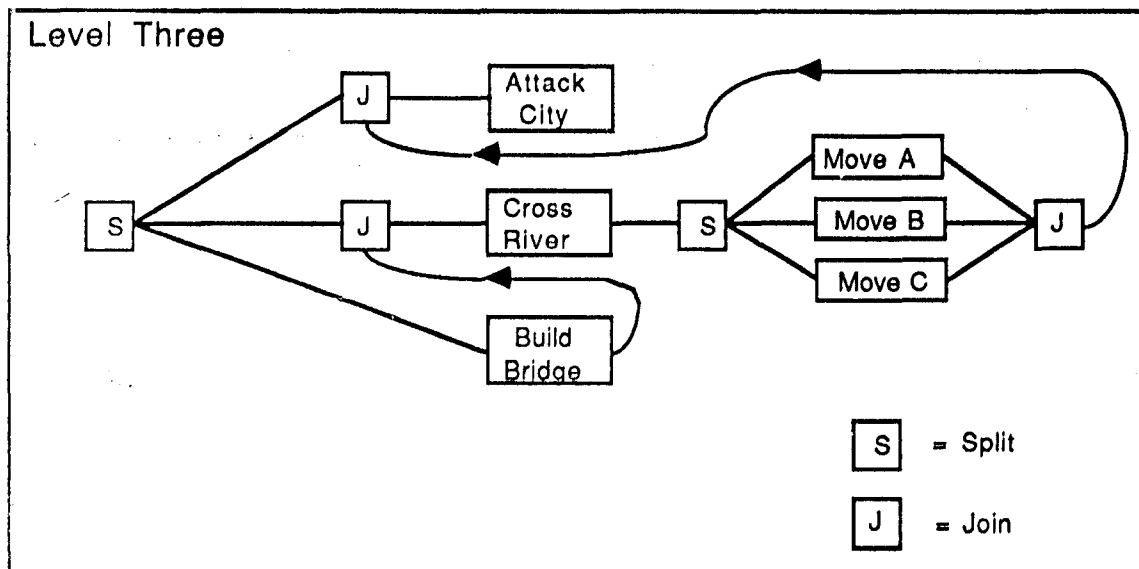 Level Three
J
Attack
City
S
J
Cross
River
S
Move A
Move B
Move C
J
Build
Bridge
S = Split
J = Join